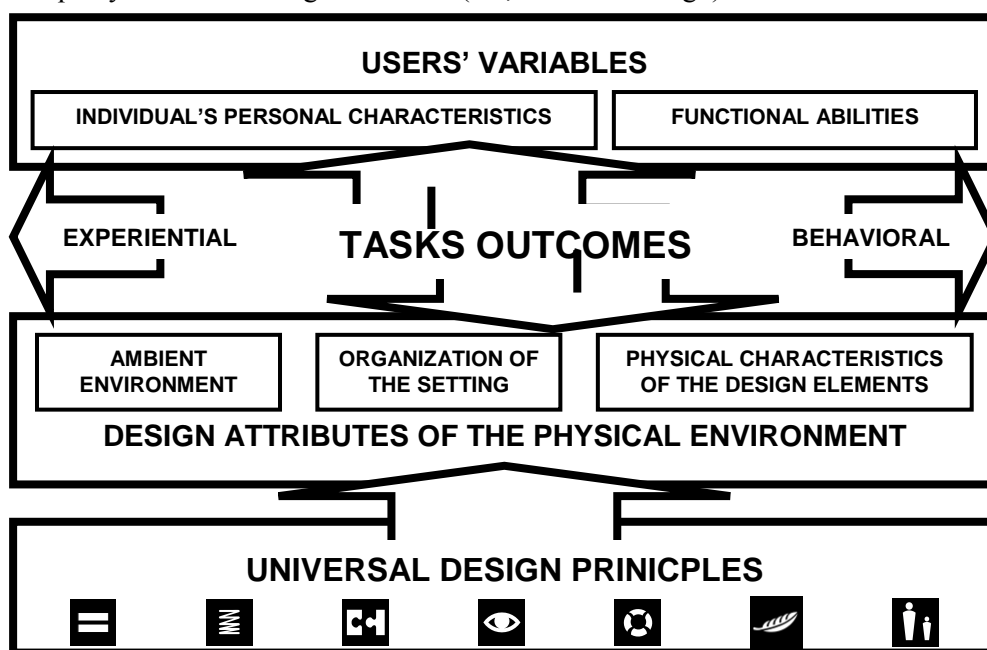 USERS' VARIABLES
INDIVIDUAL'S PERSONAL CHARACTERISTICS
FUNCTIONAL ABILITIES
EXPERIENTIAL
TASKS OUTCOMES
BEHAVIORAL
AMBIENT
ENVIRONMENT
ORGANIZATION OF
THE SETTING
PHYSICAL CHARACTERISTICS
OF THE DESIGN ELEMENTS
DESIGN ATTRIBUTES OF THE PHYSICAL ENVIRONMENT
UNIVERSAL DESIGN PRINICPLES